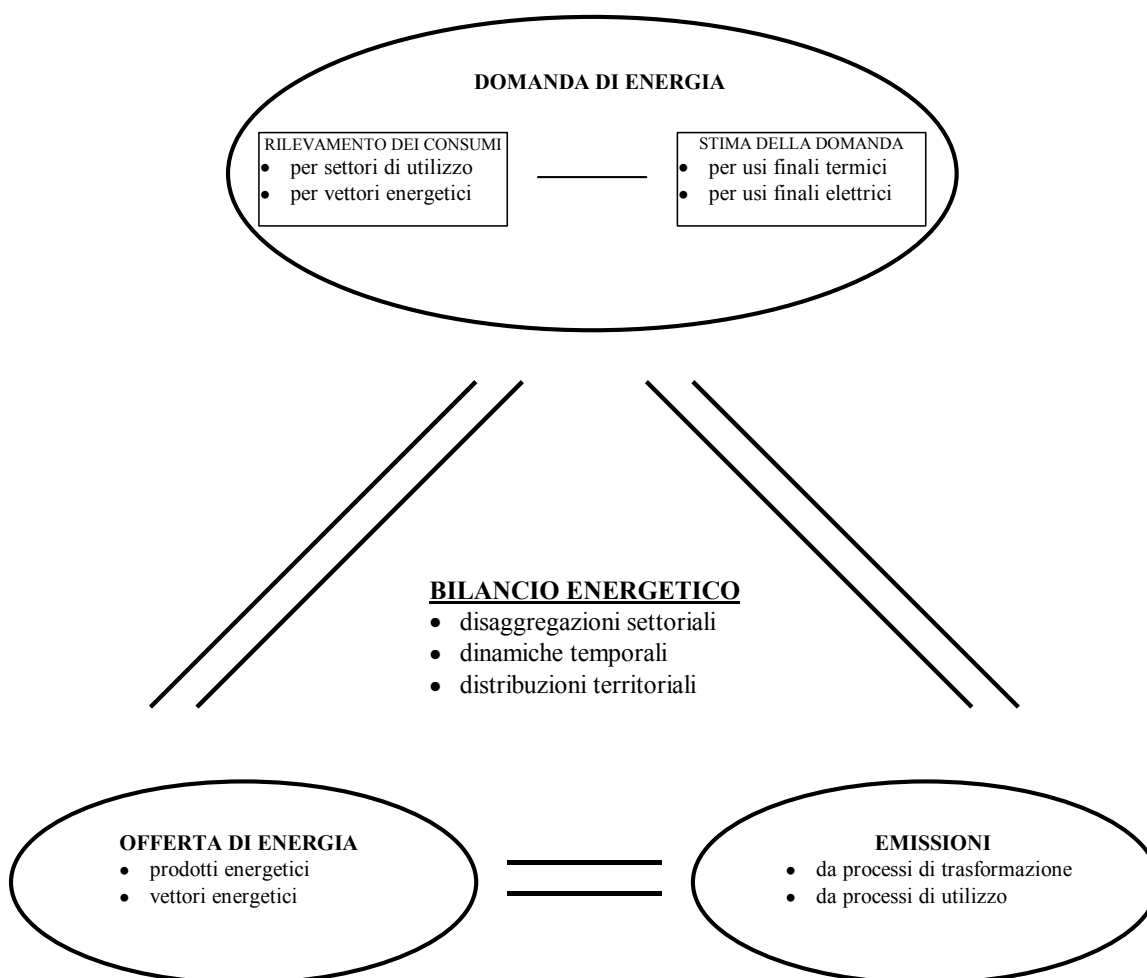 DOMANDA DI ENERGIA
RILEVAMENTO DEI CONSUMI
• per settori di utilizzo
• per vettori energetici
STIMA DELLA DOMANDA
• per usi finali termici
• per usi finali elettrici
BILANCIO ENERGETICO
• disaggregazioni settoriali
• dinamiche temporali
• distribuzioni territoriali
OFFERTA DI ENERGIA
• prodotti energetici
• vettori energetici
EMISSIONI
• da processi di trasformazione
• da processi di utilizzo